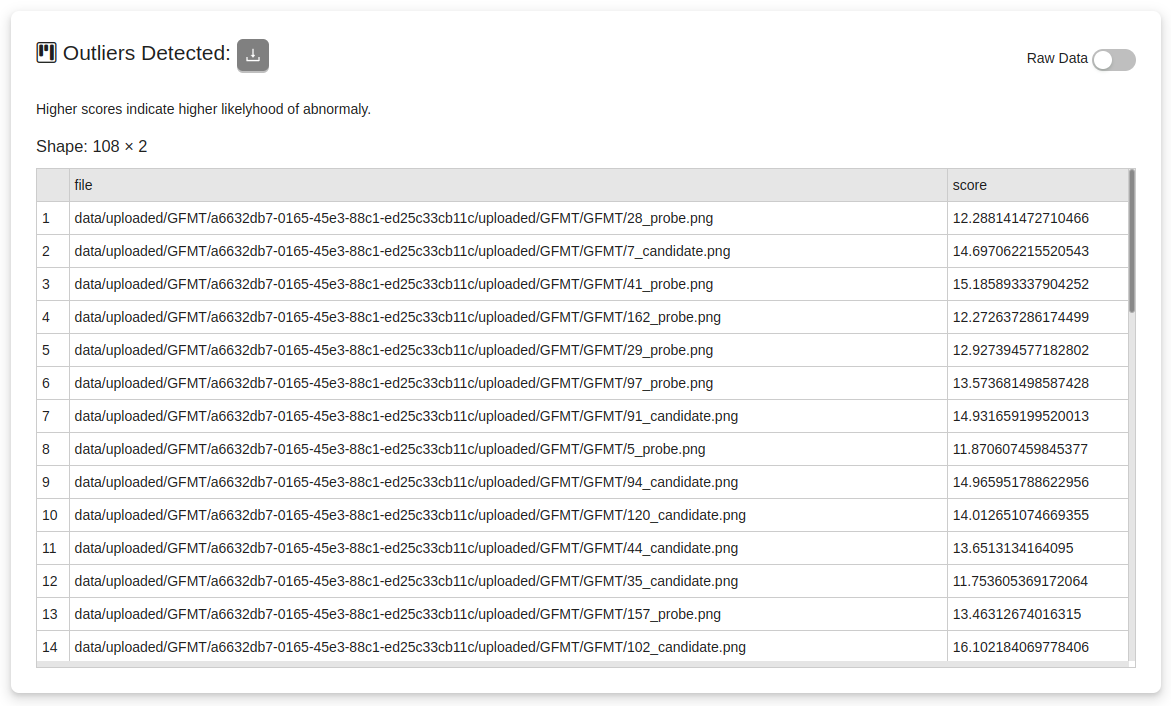 Outliers Detected:
Raw Data
Higher scores indicate higher likelyhood of abnormaly.
Shape: 108 × 2
file score
1 data/uploaded/GFMT/a6632db7-0165-45e3-88c1-ed25c33cb11c/uploaded/GFMT/GFMT/28_probe.png 12.288141472710466
2 data/uploaded/GFMT/a6632db7-0165-45e3-88c1-ed25c33cb11c/uploaded/GFMT/GFMT/7_candidate.png 14.697062215520543
3 data/uploaded/GFMT/a6632db7-0165-45e3-88c1-ed25c33cb11c/uploaded/GFMT/GFMT/41_probe.png 15.185893337904252
4 data/uploaded/GFMT/a6632db7-0165-45e3-88c1-ed25c33cb11c/uploaded/GFMT/GFMT/162_probe.png 12.272637286174499
5 data/uploaded/GFMT/a6632db7-0165-45e3-88c1-ed25c33cb11c/uploaded/GFMT/GFMT/29_probe.png 12.927394577182802
6 data/uploaded/GFMT/a6632db7-0165-45e3-88c1-ed25c33cb11c/uploaded/GFMT/GFMT/97_probe.png 13.573681498587428
7 data/uploaded/GFMT/a6632db7-0165-45e3-88c1-ed25c33cb11c/uploaded/GFMT/GFMT/91_candidate.png 14.931659199520013
8 data/uploaded/GFMT/a6632db7-0165-45e3-88c1-ed25c33cb11c/uploaded/GFMT/GFMT/5_probe.png 11.870607459845377
9 data/uploaded/GFMT/a6632db7-0165-45e3-88c1-ed25c33cb11c/uploaded/GFMT/GFMT/94_candidate.png 14.965951788622956
10 data/uploaded/GFMT/a6632db7-0165-45e3-88c1-ed25c33cb11c/uploaded/GFMT/GFMT/120_candidate.png 14.012651074669355
11 data/uploaded/GFMT/a6632db7-0165-45e3-88c1-ed25c33cb11c/uploaded/GFMT/GFMT/44_candidate.png 13.6513134164095
12 data/uploaded/GFMT/a6632db7-0165-45e3-88c1-ed25c33cb11c/uploaded/GFMT/GFMT/35_candidate.png 11.753605369172064
13 data/uploaded/GFMT/a6632db7-0165-45e3-88c1-ed25c33cb11c/uploaded/GFMT/GFMT/157_probe.png 13.46312674016315
14 data/uploaded/GFMT/a6632db7-0165-45e3-88c1-ed25c33cb11c/uploaded/GFMT/GFMT/102_candidate.png 16.102184069778406